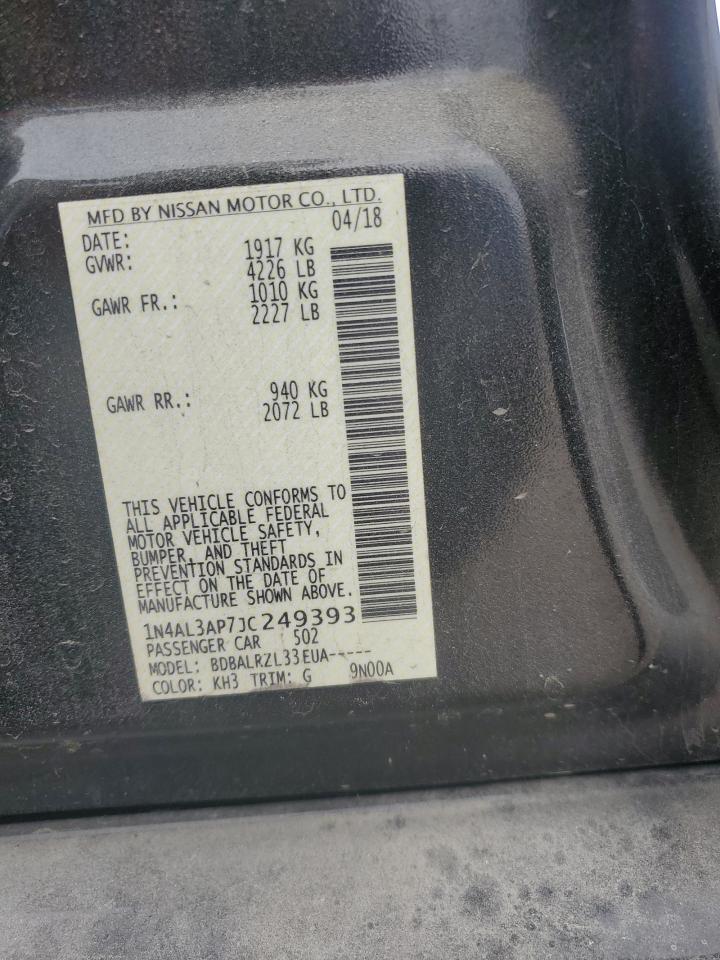 MFD BY NISSAN MOTOR CO., LTD.
DATE: 04/18
GVWR: 1917 KG
4226 LB
GAWR FR.: 1010 KG
2227 LB
GAWR RR.: 940 KG
2072 LB
THIS VEHICLE CONFORMS TO
ALL APPLICABLE FEDERAL
MOTOR VEHICLE SAFETY,
BUMPER, AND THEFT
PREVENTION STANDARDS IN
EFFECT ON THE DATE OF
MANUFACTURE SHOWN ABOVE.
1N4AL3AP7JC249393
PASSENGER CAR 502
MODEL: BDBALRZL33EUA-----
COLOR: KH3 TRIM: G 9N00A